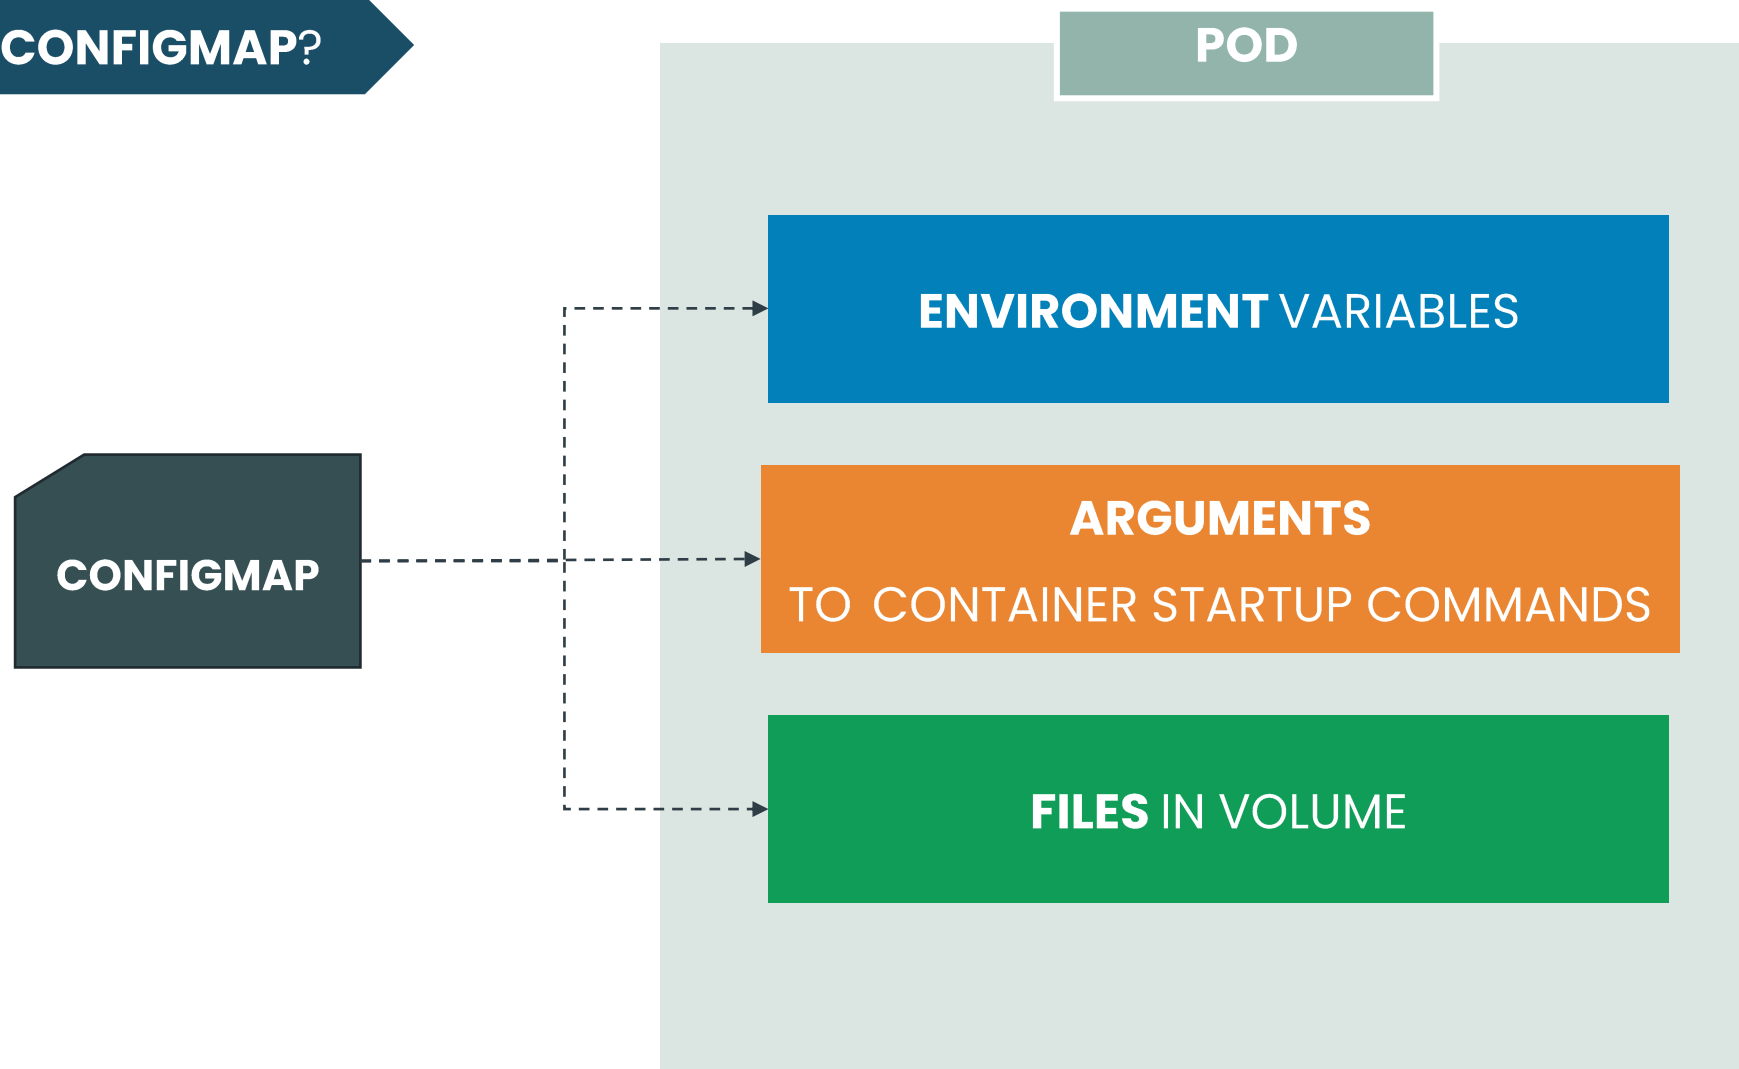 CONFIGMAP?
POD
ENVIRONMENT VARIABLES
CONFIGMAP
ARGUMENTS
TO CONTAINER STARTUP COMMANDS
FILES IN VOLUME